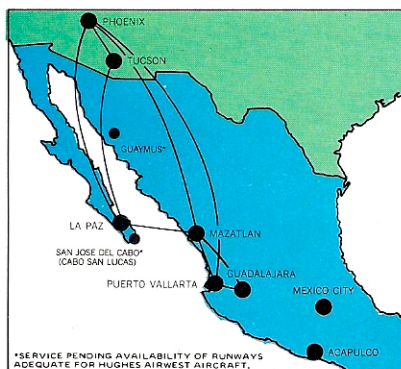 PHOENIX
TUCSON
GUAYMUS*
LA PAZ
MAZATLAN
SAN JOSE DEL CABO*
(CABO SAN LUCAS)
GUADALAJARA
PUERTO VALLARTA
MEXICO CITY
ACAPULCO
*SERVICE PENDING AVAILABILITY OF RUNWAYS
ADEQUATE FOR HUGHES AIRWEST AIRCRAFT.